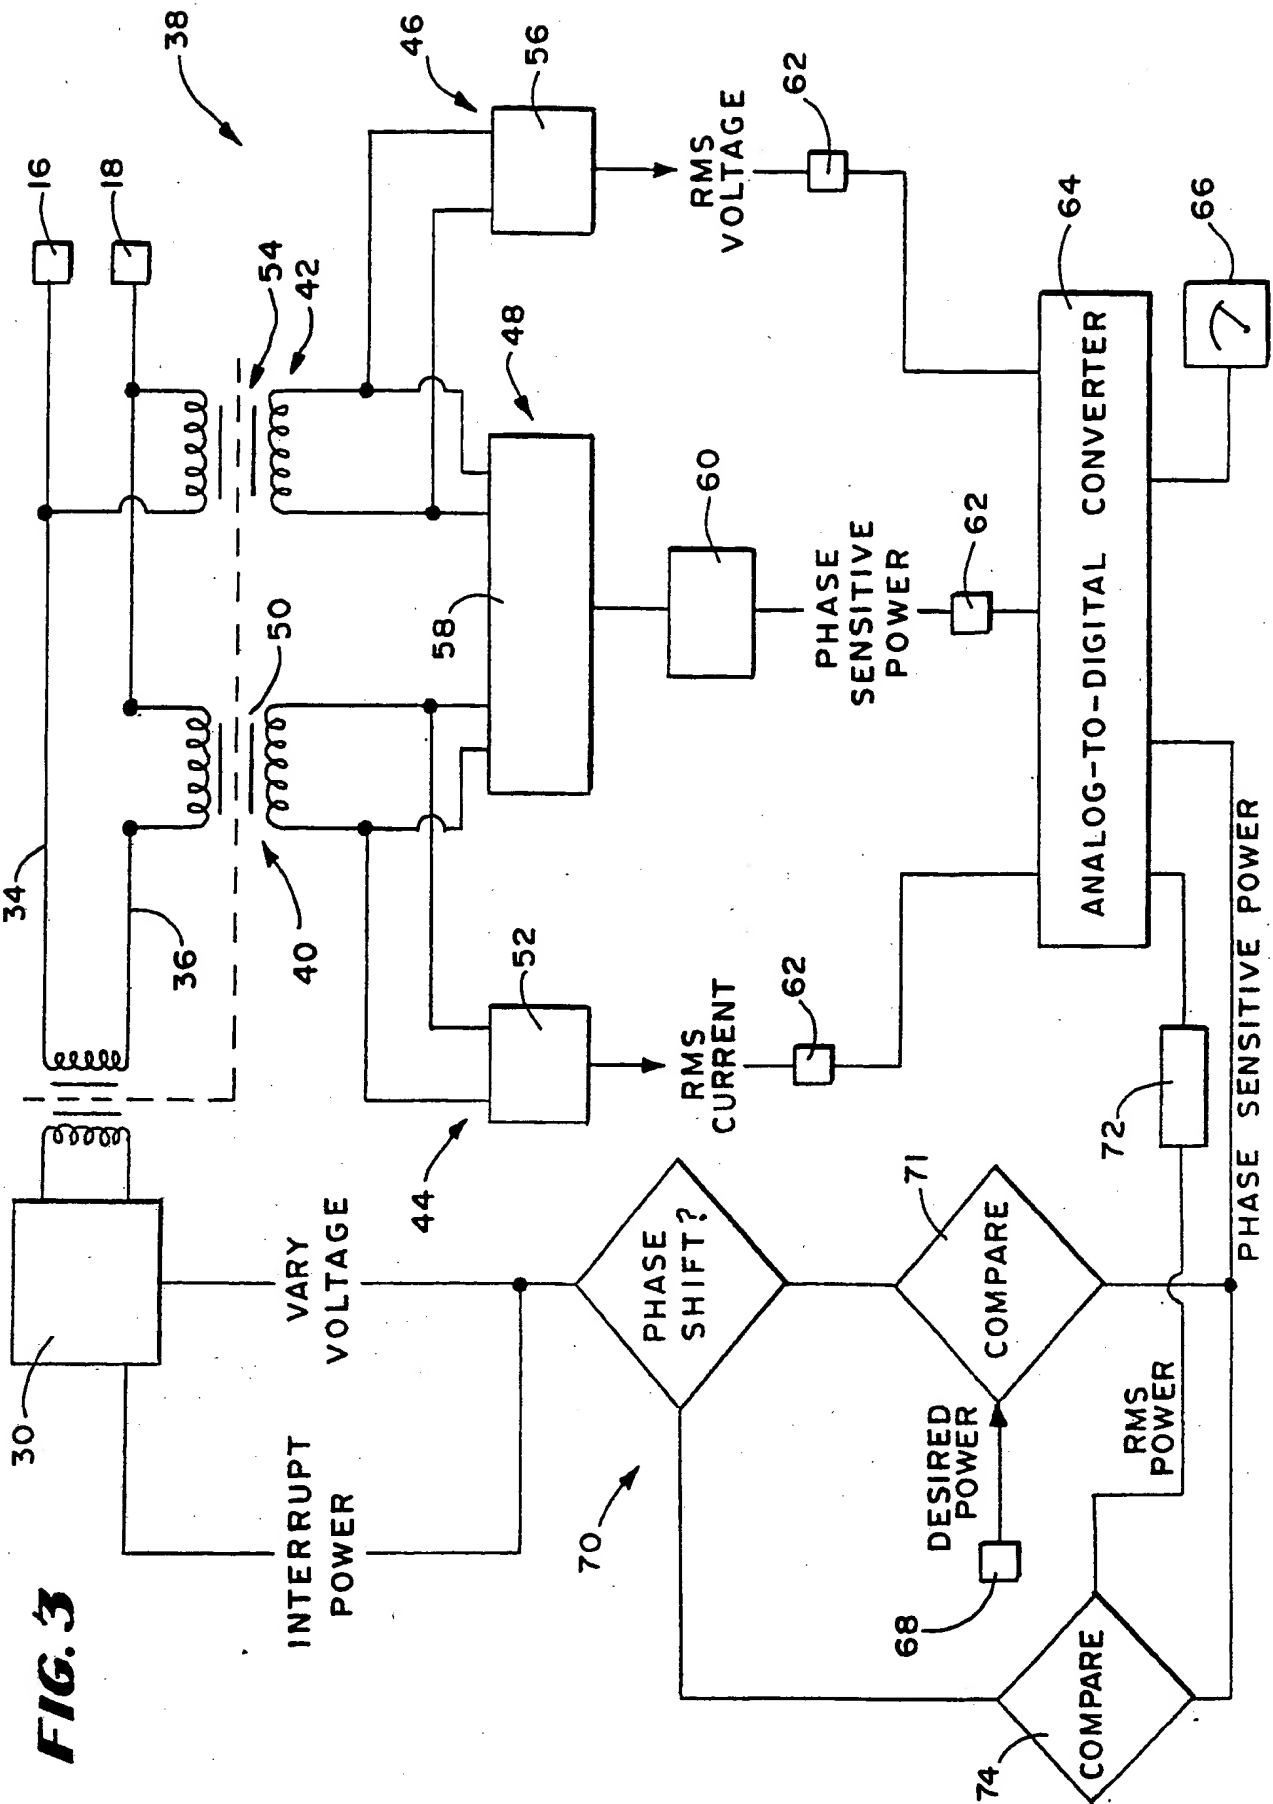 FIG. 3
30
34
36
16
18
38
INTERRUPT
POWER
VARY
VOLTAGE
40
50
54
42
44
52
58
48
46
56
70
PHASE
SHIFT?
RMS
CURRENT
62
60
PHASE
SENSITIVE
POWER
62
RMS
VOLTAGE
62
68
DESIRED
POWER
71
COMPARE
74
COMPARE
RMS
POWER
72
ANALOG-TO-DIGITAL CONVERTER
64
66
PHASE SENSITIVE POWER